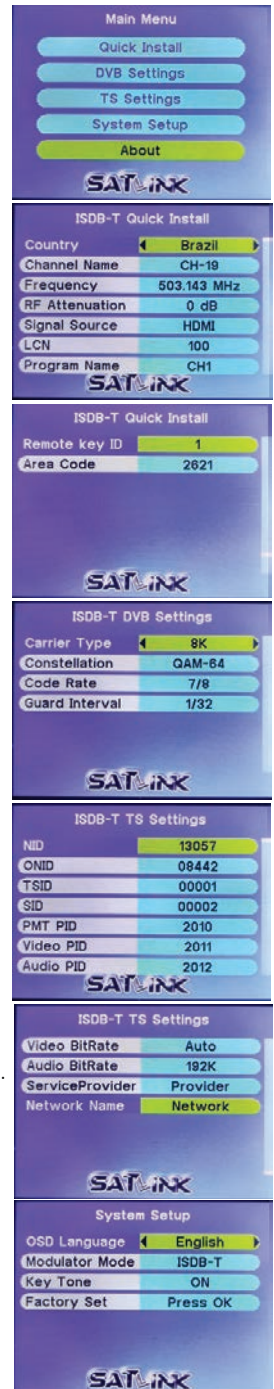 Main Menu
Quick Install
DVB Settings
TS Settings
System Setup
About
SATLINK
ISDB-T Quick Install
Country Brazil
Channel Name CH-19
Frequency 503.143 MHz
RF Attenuation 0 dB
Signal Source HDMI
LCN 100
Program Name CH1
SATLINK
ISDB-T Quick Install
Remote key ID 1
Area Code 2621
SATLINK
ISDB-T DVB Settings
Carrier Type 8K
Constellation QAM-64
Code Rate 7/8
Guard Interval 1/32
SATLINK
ISDB-T TS Settings
NID 13057
ONID 08442
TSID 00001
SID 00002
PMT PID 2010
Video PID 2011
Audio PID 2012
SATLINK
ISDB-T TS Settings
Video BitRate Auto
Audio BitRate 192K
ServiceProvider Provider
Network Name Network
SATLINK
System Setup
OSD Language English
Modulator Mode ISDB-T
Key Tone ON
Factory Set Press OK
SATLINK